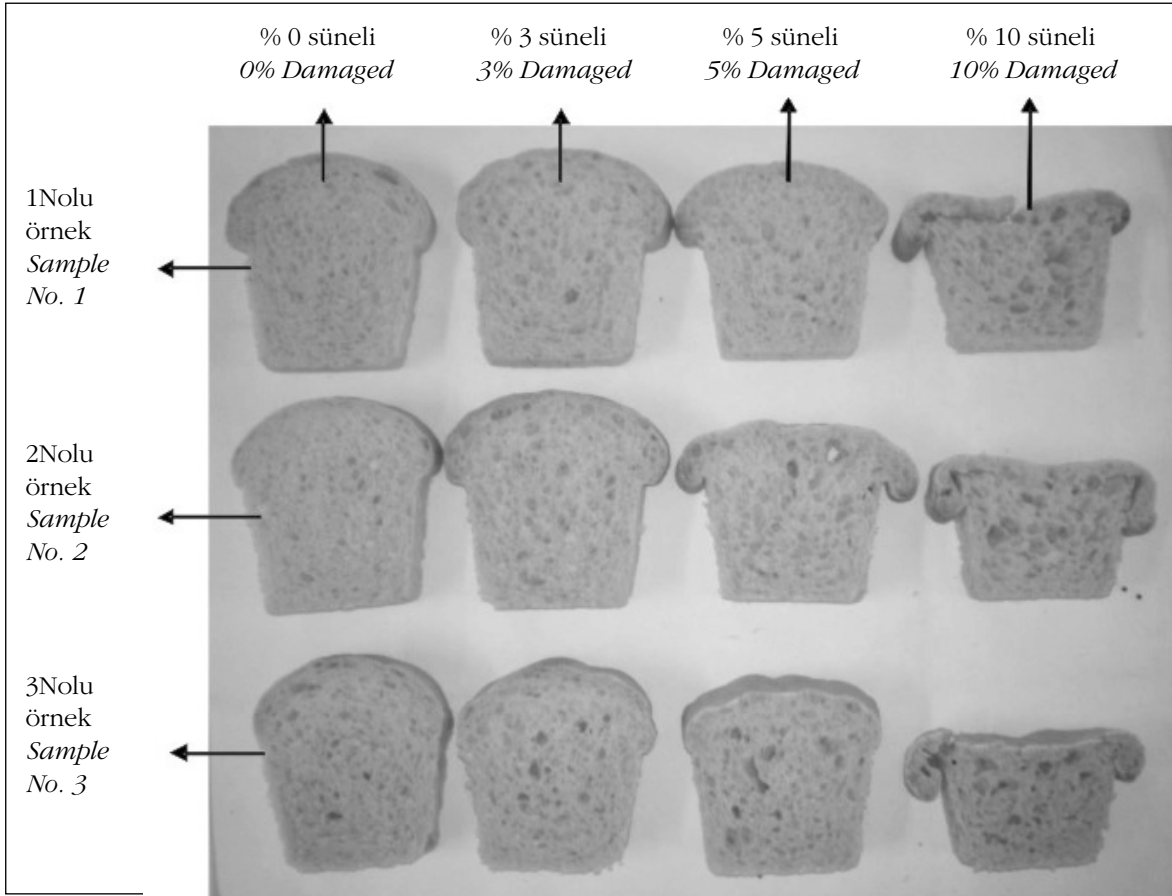 % 0 süneli
0% Damaged
% 3 süneli
3% Damaged
% 5 süneli
5% Damaged
% 10 süneli
10% Damaged
1Nolu
örnek
Sample
No. 1
2Nolu
örnek
Sample
No. 2
3Nolu
örnek
Sample
No. 3